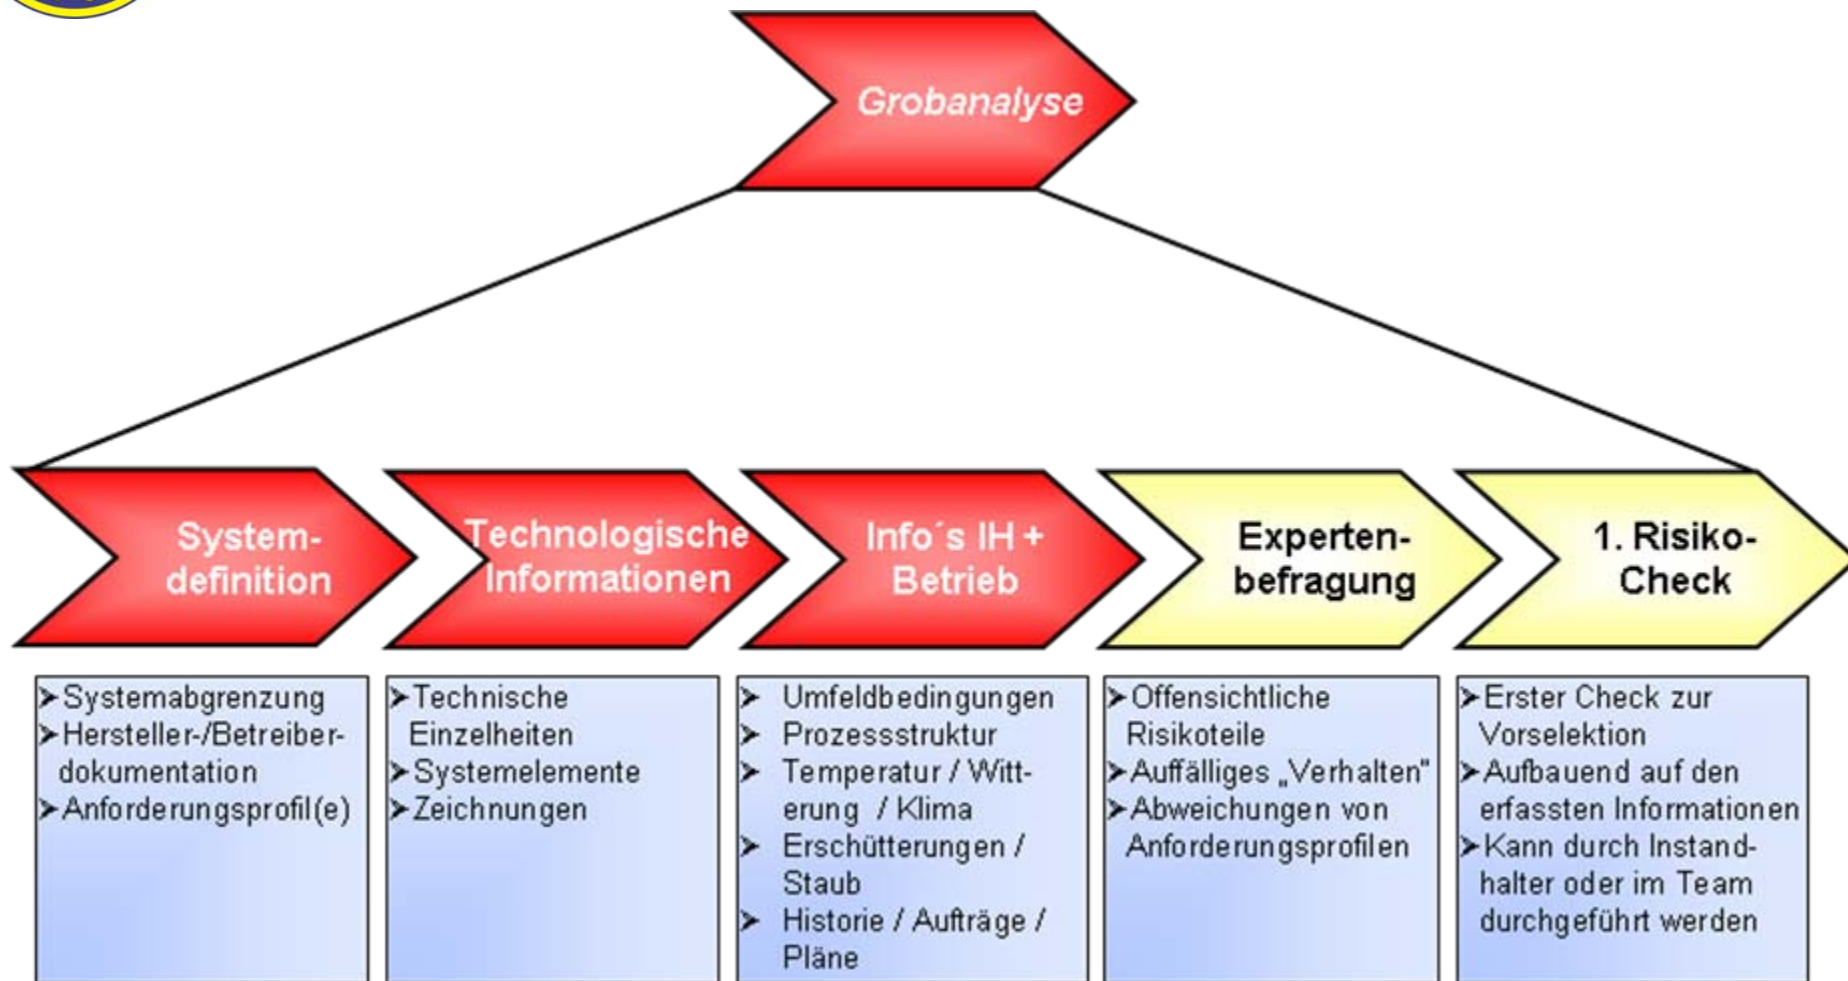 Grobanalyse
System-
definition
Technologische
Informationen
Info´s IH +
Betrieb
Experten-
befragung
1. Risiko-
Check
➢Systemabgrenzung
➢Hersteller-/Betreiber-
dokumentation
➢Anforderungsprofil(e)
➢Technische
Einzelheiten
➢Systemelemente
➢Zeichnungen
➢ Umfeldbedingungen
➢ Prozessstruktur
➢ Temperatur / Witt-
erung / Klima
➢ Erschütterungen /
Staub
➢ Historie / Aufträge /
Pläne
➢Offensichtliche
Risikoteile
➢Auffälliges „Verhalten"
➢Abweichungen von
Anforderungsprofilen
➢Erster Check zur
Vorselektion
➢Aufbauend auf den
erfassten Informationen
➢Kann durch Instand-
halter oder im Team
durchgeführt werden